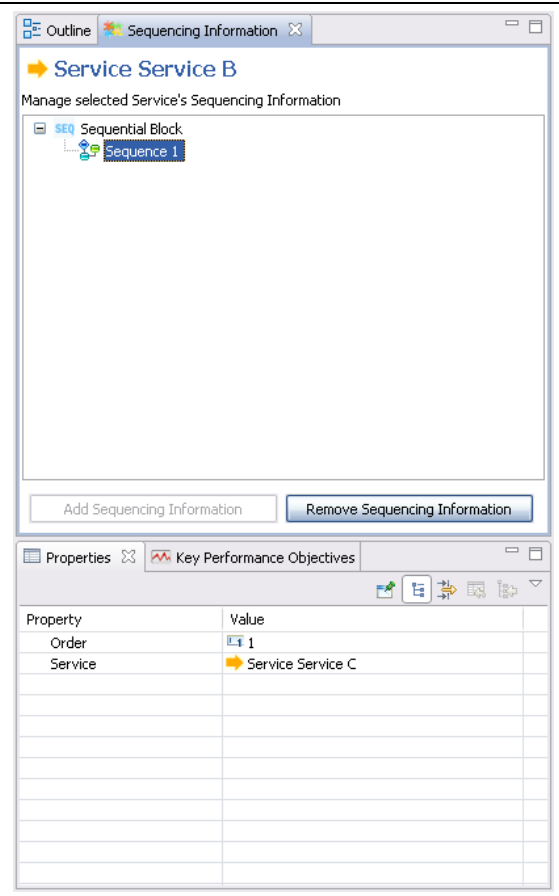 Outline Sequencing Information
Service Service B
Manage selected Service's Sequencing Information
SEQ Sequential Block
Sequence 1
Add Sequencing Information Remove Sequencing Information
Properties Key Performance Objectives
Property Value
Order 1
Service Service Service C